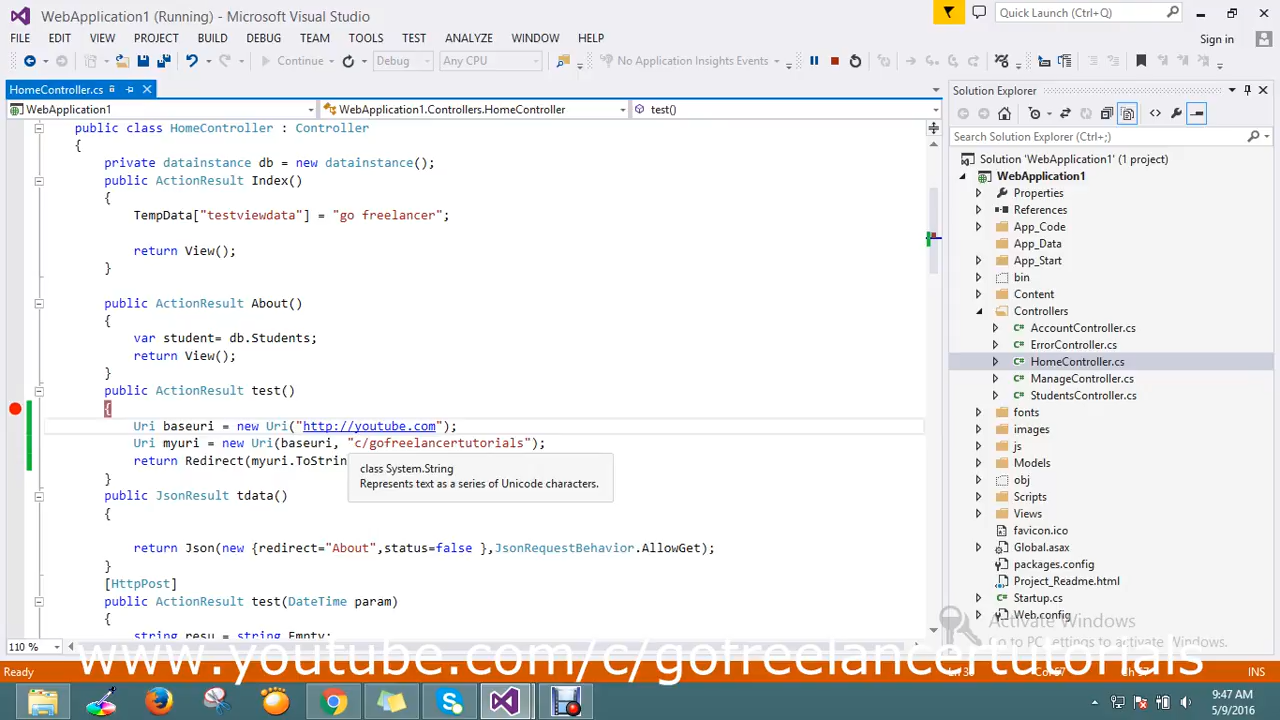 WebApplication1 (Running) - Microsoft Visual Studio
Quick Launch (Ctrl+Q)
FILE EDIT VIEW PROJECT BUILD DEBUG TEAM TOOLS TEST ANALYZE WINDOW HELP
Sign in
Continue Debug Any CPU No Application Insights Events
HomeController.cs
Solution Explorer
WebApplication1 WebApplication1.Controllers.HomeController test()
Search Solution Explorer (Ctrl+;)
public class HomeController : Controller
{
private datainstance db = new datainstance();
public ActionResult Index()
{
TempData["testviewdata"] = "go freelancer";
return View();
}
public ActionResult About()
{
var student= db.Students;
return View();
}
public ActionResult test()
{
Uri baseuri = new Uri("http://youtube.com");
Uri myuri = new Uri(baseuri, "c/gofreelancertutorials");
return Redirect(myuri.ToStrin
class System.String
Represents text as a series of Unicode characters.
}
public JsonResult tdata()
{
return Json(new {redirect="About",status=false },JsonRequestBehavior.AllowGet);
}
[HttpPost]
public ActionResult test(DateTime param)
{
string resu = string Empty;
110 %
Solution 'WebApplication1' (1 project)
WebApplication1
Properties
References
App_Code
App_Data
App_Start
bin
Content
Controllers
AccountController.cs
ErrorController.cs
HomeController.cs
ManageController.cs
StudentsController.cs
fonts
images
js
Models
obj
Scripts
Views
favicon.ico
Global.asax
packages.config
Project_Readme.html
Startup.cs
Web.config
Activate Windows
Go to PC settings to activate Windows.
www.youtube.com/c/gofreelancertutorials
Ready
INS
9:47 AM
5/9/2016